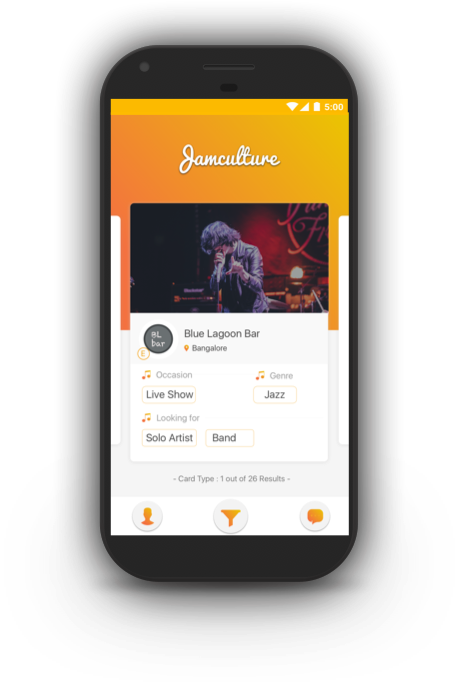 5:00
Jamculture
BL
bar
E
Blue Lagoon Bar
Bangalore
Occasion
Genre
Live Show
Jazz
Looking for
Solo Artist
Band
- Card Type : 1 out of 26 Results -